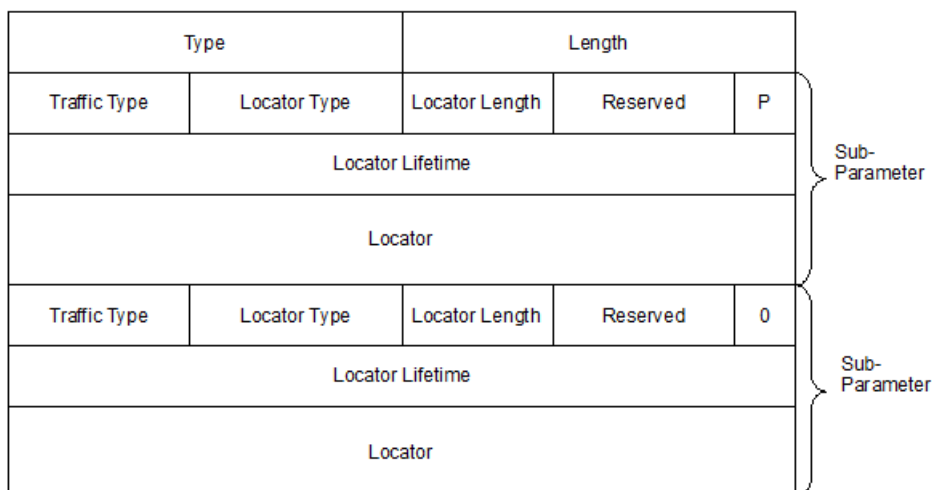 Type Length
Traffic Type Locator Type Locator Length Reserved P
Locator Lifetime
Sub-
Parameter
Locator
Traffic Type Locator Type Locator Length Reserved 0
Locator Lifetime
Sub-
Parameter
Locator